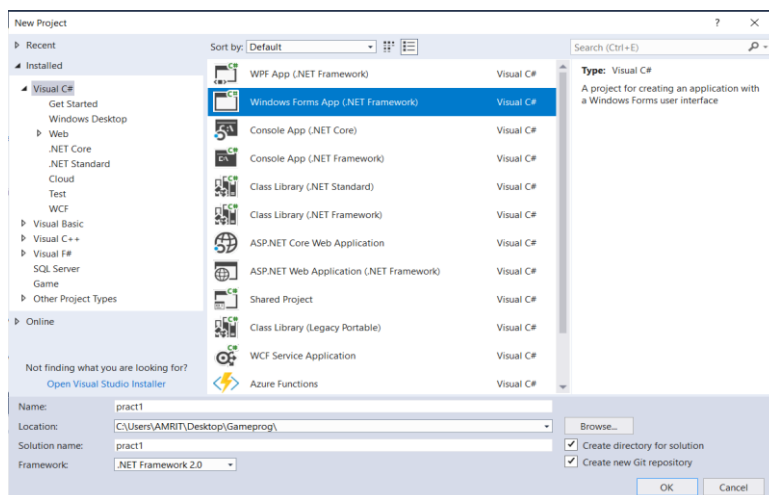 New Project
? ×
Recent
Installed
Visual C#
Get Started
Windows Desktop
Web
.NET Core
.NET Standard
Cloud
Test
WCF
Visual Basic
Visual C++
Visual F#
SQL Server
Game
Other Project Types
Online
Not finding what you are looking for?
Open Visual Studio Installer
Sort by: Default
WPF App (.NET Framework) Visual C#
Windows Forms App (.NET Framework) Visual C#
Console App (.NET Core) Visual C#
Console App (.NET Framework) Visual C#
Class Library (.NET Standard) Visual C#
Class Library (.NET Framework) Visual C#
ASP.NET Core Web Application Visual C#
ASP.NET Web Application (.NET Framework) Visual C#
Shared Project Visual C#
Class Library (Legacy Portable) Visual C#
WCF Service Application Visual C#
Azure Functions Visual C#
Search (Ctrl+E)
Type: Visual C#
A project for creating an application with
a Windows Forms user interface
Name: pract1
Location: C:\Users\AMRIT\Desktop\Gameprog\ Browse...
Solution name: pract1 Create directory for solution
Framework: .NET Framework 2.0 Create new Git repository
OK Cancel